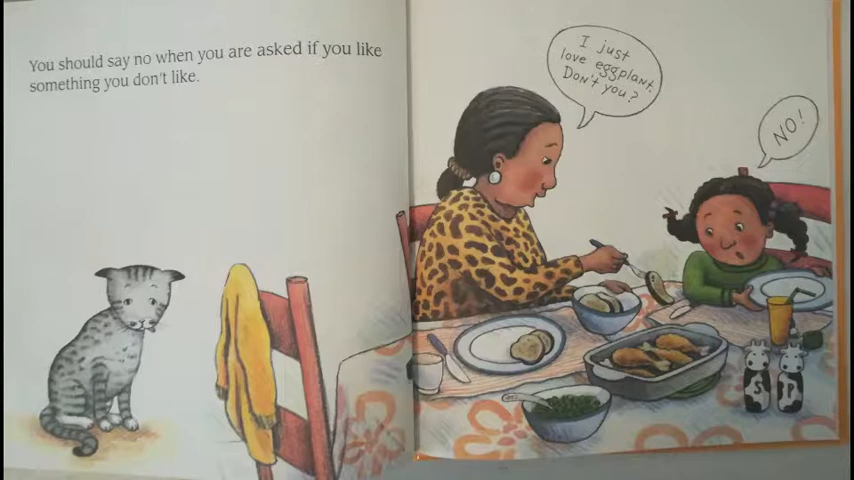 You should say no when you are asked if you like
something you don't like.
I just
love eggplant.
Don't you?
NO!
S
P